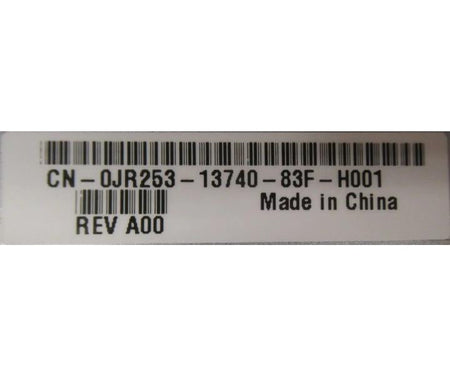 CN-0JR253-13740-83F-H001
Made in China
REV A00